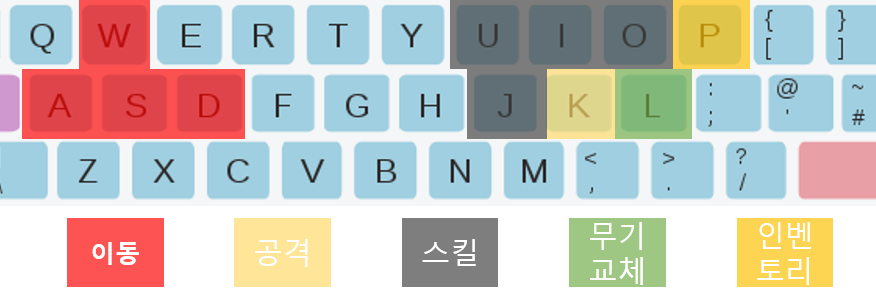 Q W E R T Y U I O P { }
[ ]
A S D F G H J K L : @ ~
; ' #
\ Z X C V B N M < > ?
, . /
이동 공격 스킬 무기 인벤
교체 토리